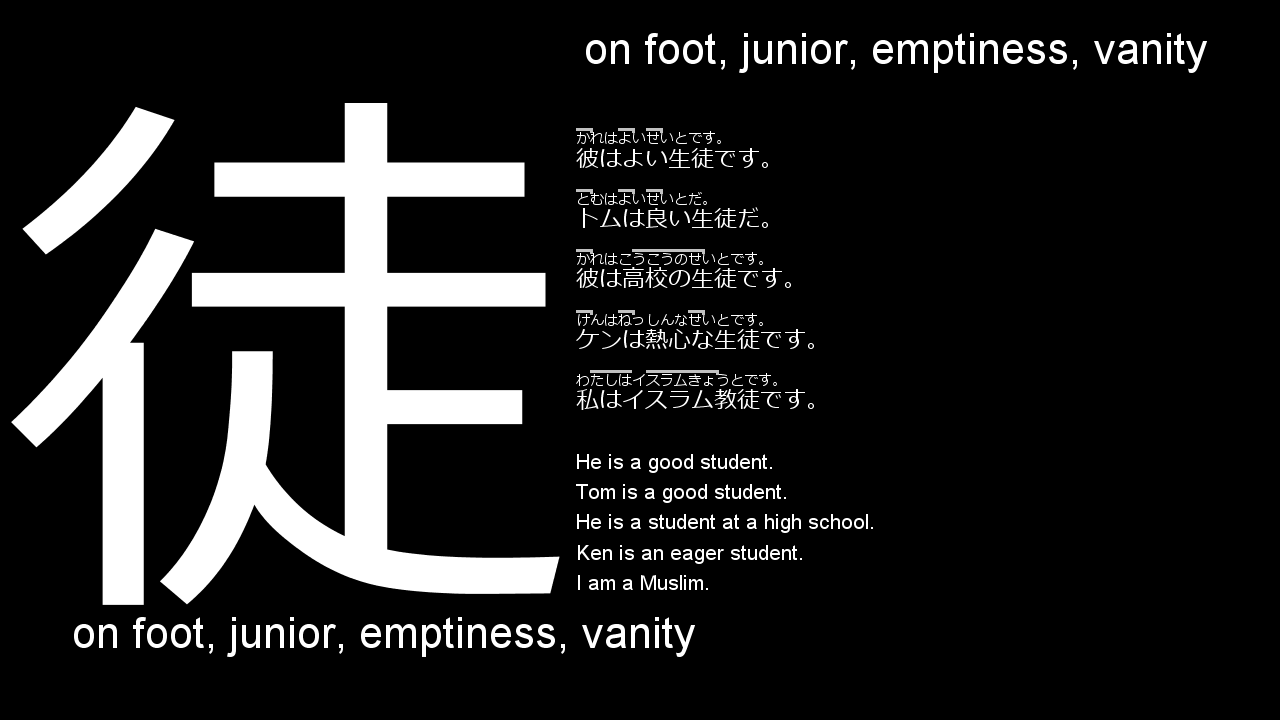 on foot, junior, emptiness, vanity
徒
かれはよいせいとです。
彼はよい生徒です。
とむはよいせいとだ。
トムは良い生徒だ。
かれはこうこうのせいとです。
彼は高校の生徒です。
げんはねっしんなせいとです。
ケンは熱心な生徒です。
わたしはイスラムきょうとです。
私はイスラム教徒です。
He is a good student.
Tom is a good student.
He is a student at a high school.
Ken is an eager student.
I am a Muslim.
on foot, junior, emptiness, vanity